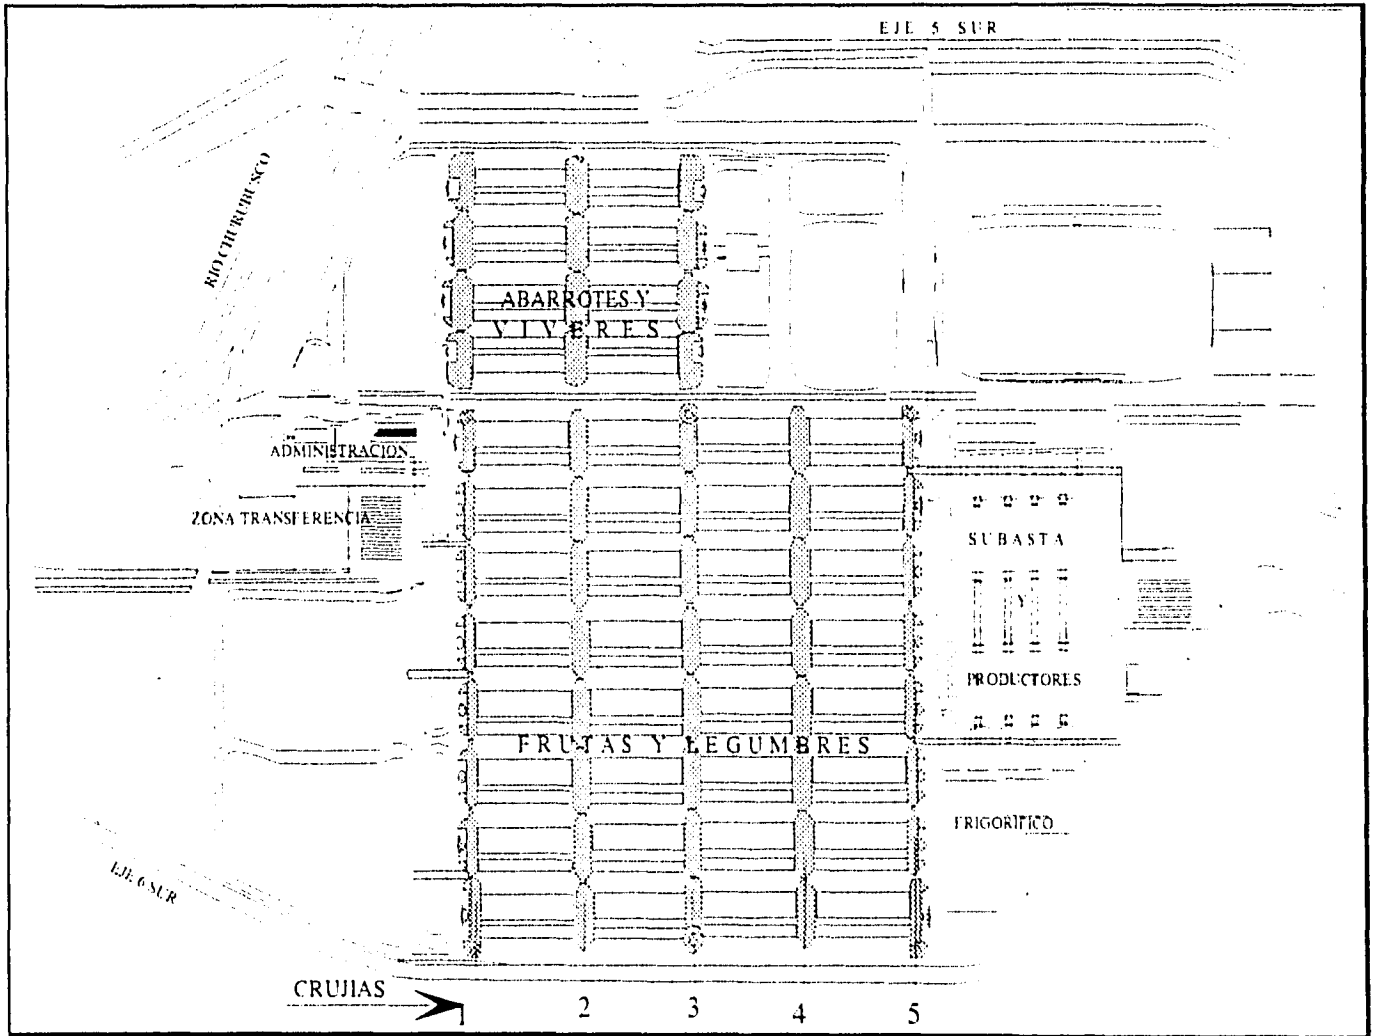 EJE 5 SUR
RIO CHURUBUSCO
ABARROTES Y
VIVERES
ADMINISTRACION
ZONA TRANSFERENCIA
SUBASTA
Y
PRODUCTORES
FRUTAS Y LEGUMBRES
FRIGORIFICO
EJE 6 SUR
CRUJIAS
1 2 3 4 5